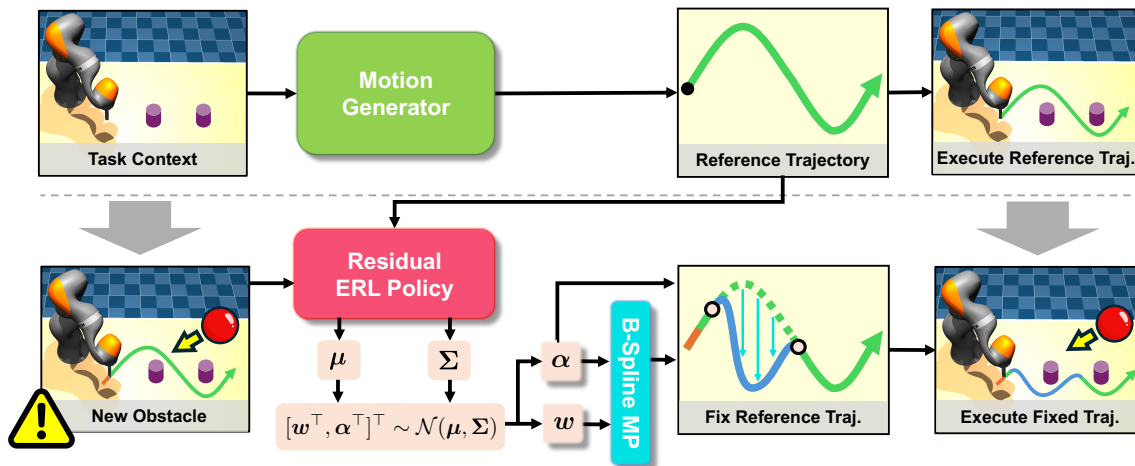 Motion
Generator
Task Context
Reference Trajectory
Execute Reference Traj.
Residual
ERL Policy
μ
Σ
α
w
B-Spline MP
[w⊤, α⊤]⊤ ∼ N(μ, Σ)
New Obstacle
Fix Reference Traj.
Execute Fixed Traj.
!